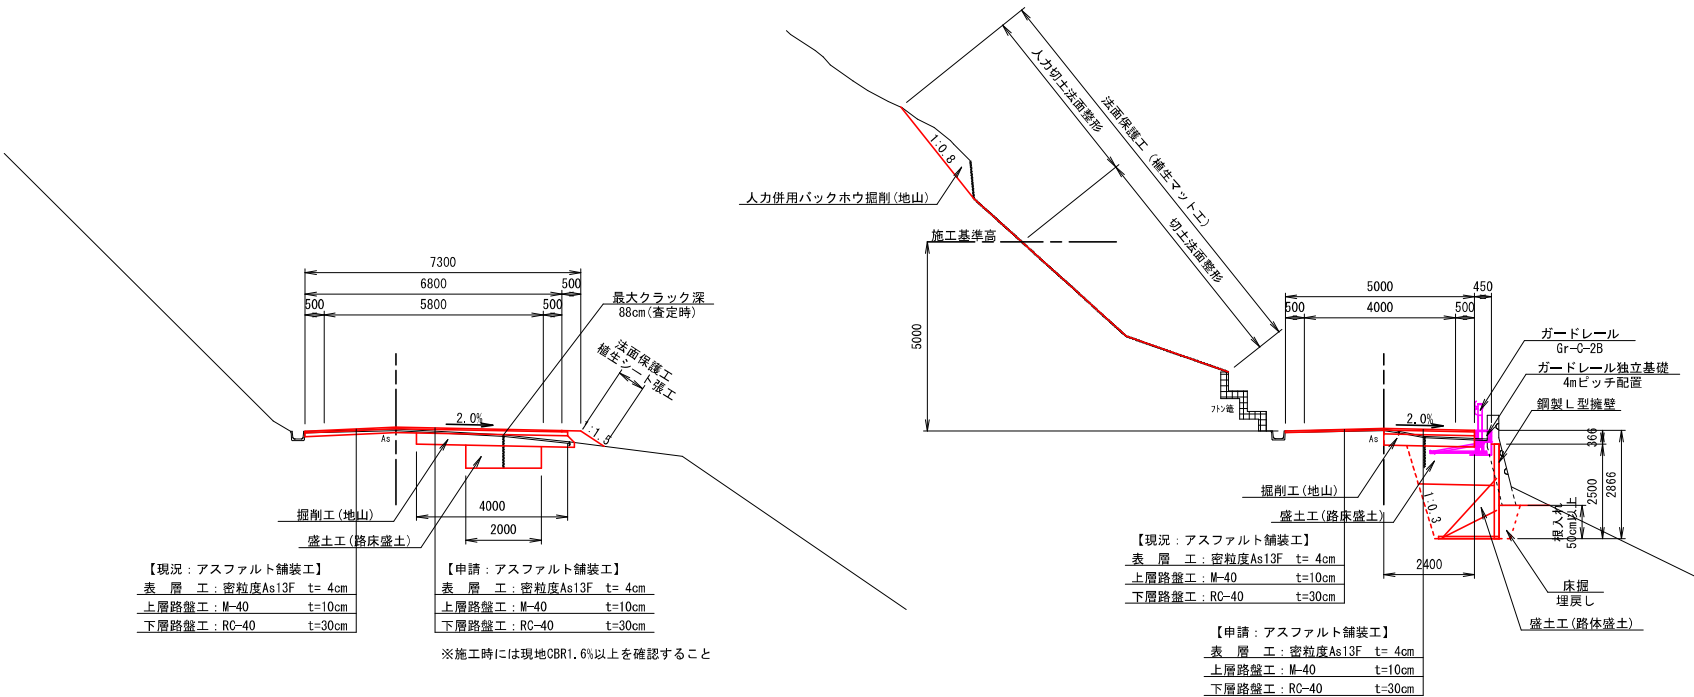 7300
6800
500
500
5800
500
最大クラック深
88cm(査定時)
法面保護工
植生シート張工
1:1.5
2.0%
As
掘削工(地山)
盛土工(路床盛土)
4000
2000
【現況：アスファルト舗装工】
表　層　工：密粒度As13F　t= 4cm
上層路盤工：M-40　t=10cm
下層路盤工：RC-40　t=30cm
【申請：アスファルト舗装工】
表　層　工：密粒度As13F　t= 4cm
上層路盤工：M-40　t=10cm
下層路盤工：RC-40　t=30cm
※施工時には現地CBR1.6%以上を確認すること
人力切土法面整形
法面保護工（植生マット工）
切土法面整形
1:0.8
人力併用バックホウ掘削(地山)
施工基準高
5000
フトン篭
5000
450
500
4000
500
ガードレール
Gr-C-2B
ガードレール独立基礎
4mピッチ配置
鋼製Ｌ型擁壁
2.0%
As
366
2500
2866
根入れ
50cm以上
1:0.3
掘削工(地山)
盛土工(路床盛土)
2400
床掘
埋戻し
盛土工(路体盛土)
【現況：アスファルト舗装工】
表　層　工：密粒度As13F　t= 4cm
上層路盤工：M-40　t=10cm
下層路盤工：RC-40　t=30cm
【申請：アスファルト舗装工】
表　層　工：密粒度As13F　t= 4cm
上層路盤工：M-40　t=10cm
下層路盤工：RC-40　t=30cm